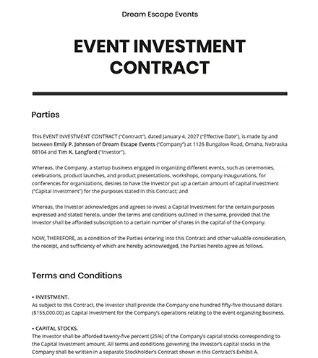 Dream Escape Events
EVENT INVESTMENT
CONTRACT
Parties
This EVENT INVESTMENT CONTRACT ("Contract"), dated January 4, 2027 ("Effective Date"), is made by and
between Emily P. Johnson of Dream Escape Events ("Company") at 1126 Bungalow Road, Omaha, Nebraska
68104 and Tim K. Langford ("Investor").
Whereas, the Company, a startup business engaged in organizing different events, such as ceremonies,
celebrations, product launches, and product presentations, workshops, company inaugurations, for
conferences for organizations, desires to have the Investor put up a certain amount of capital investment
("Capital Investment") for the purposes stated in this Contract; and
Whereas, the Investor acknowledges and agrees to invest a Capital Investment for the certain purposes
expressed and stated hereto, under the terms and conditions outlined in the same, provided that the
Investor shall be afforded subscription to a certain number of shares in the capital of the Company.
NOW, THEREFORE, as a condition of the Parties entering into this Contract and other valuable consideration,
the receipt, and sufficiency of which are hereby acknowledged, the Parties hereto agree as follows.
Terms and Conditions
• INVESTMENT.
As subject to this Contract, the Investor shall provide the Company one hundred fifty-five thousand dollars
($155,000.00) as Capital Investment for the Company's operations relating to the event organizing business.
• CAPITAL STOCKS.
The Investor shall be afforded twenty-five percent (25%) of the Company's capital stocks corresponding to
the Capital Investment amount. All terms and conditions governing the Investor's capital stocks in the
Company shall be written in a separate Stockholder's Contract shown in this Contract's Exhibit A.